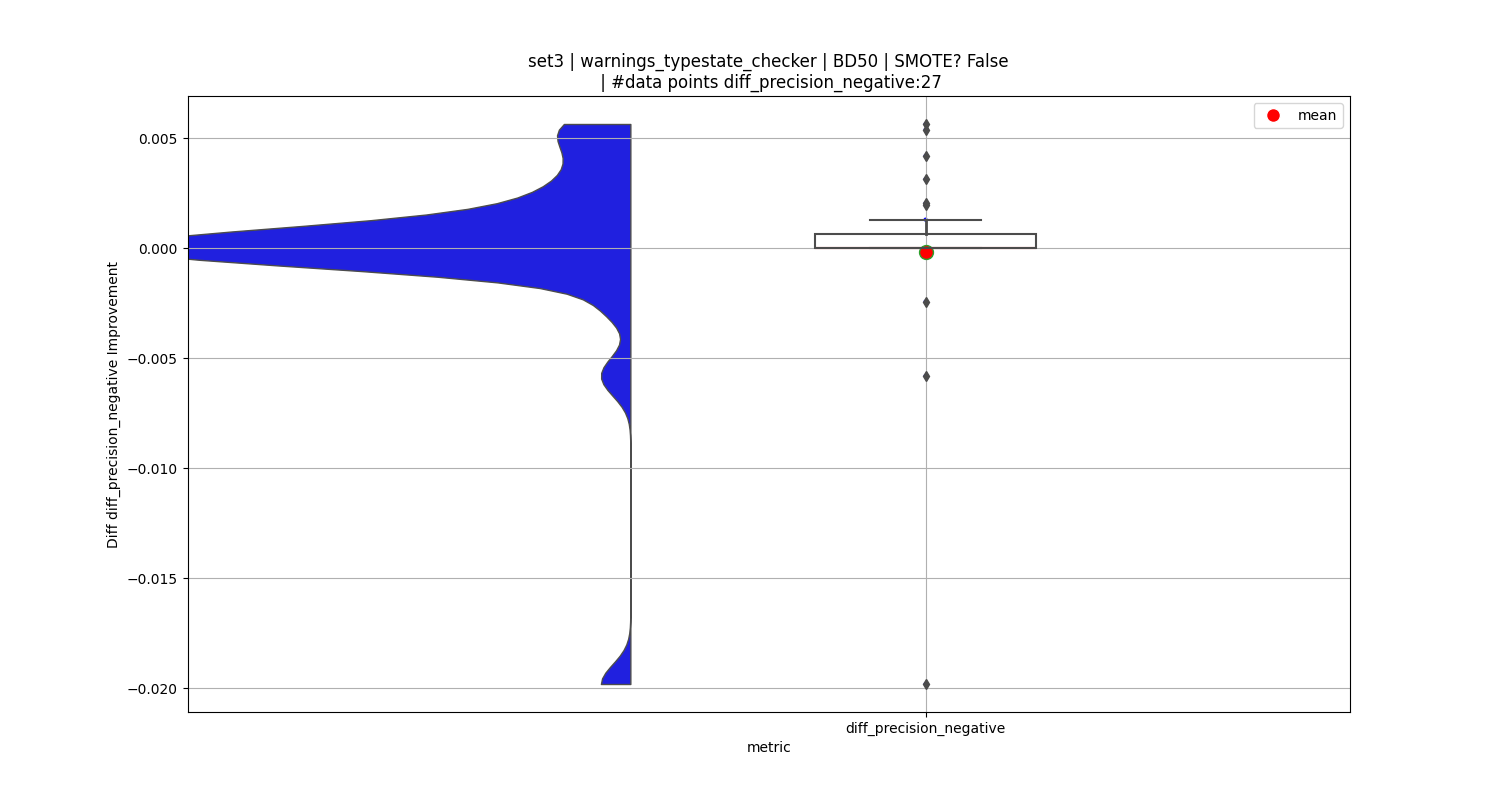 set3 | warnings_typestate_checker | BD50 | SMOTE? False
| #data points diff_precision_negative:27
mean
0.005
0.000
−0.005
−0.010
−0.015
−0.020
Diff diff_precision_negative Improvement
diff_precision_negative
metric